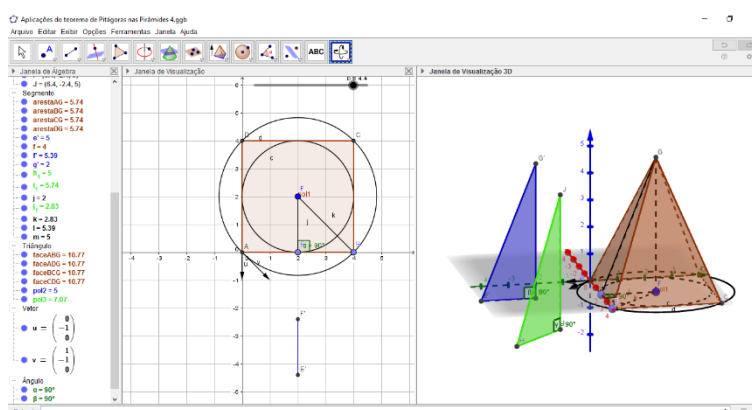 Aplicações do teorema de Pitágoras nas Pirâmides 4.ggb
Arquivo Editar Exibir Opções Ferramentas Janela Ajuda
ABC
Janela de Álgebra
Janela de Visualização
Janela de Visualização 3D
J = (6.4, -2.4, 5)
Segmento
arestaAG = 5.74
arestaBG = 5.74
arestaCG = 5.74
arestaDG = 5.74
e' = 5
f = 4
f' = 5.39
g' = 2
h₁ = 5
i₁ = 5.74
j = 2
j₁ = 2.83
k = 2.83
l = 5.39
m = 5
Triângulo
faceABG = 10.77
faceADG = 10.77
faceBCG = 10.77
faceCDG = 10.77
pol2 = 5
pol3 = 7.07
Vetor
u = ( 0
-1
0 )
v = ( 1
-1
0 )
Ângulo
α = 90°
β = 90°
D
C
d
c
F
pol1
k
j
α = 90°
A
B
u
v
F'
E'
G'
J
G
β = 90°
γ = 90°
H